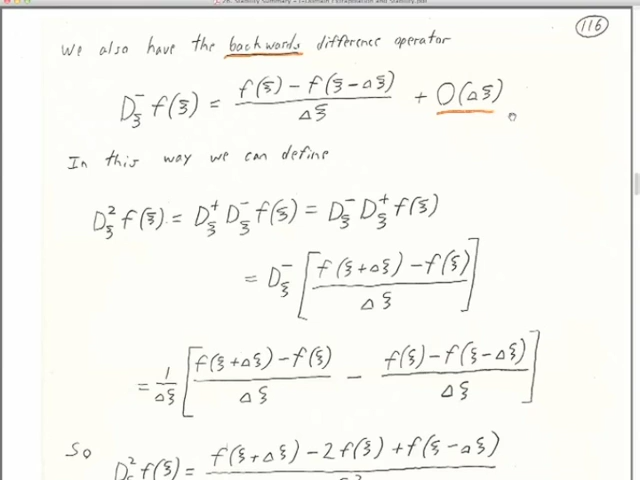 116
We also have the backwards difference operator
D_ξ^- f(ξ) = (f(ξ) - f(ξ-Δξ))/Δξ + O(Δξ).
In this way we can define
D_ξ^2 f(ξ) = D_ξ^+ D_ξ^- f(ξ) = D_ξ^- D_ξ^+ f(ξ)
= D_ξ^- [(f(ξ+Δξ) - f(ξ))/Δξ]
= 1/Δξ [(f(ξ+Δξ) - f(ξ))/Δξ - (f(ξ) - f(ξ-Δξ))/Δξ]
So
D_ξ^2 f(ξ) = f(ξ+Δξ) - 2f(ξ) + f(ξ-Δξ)